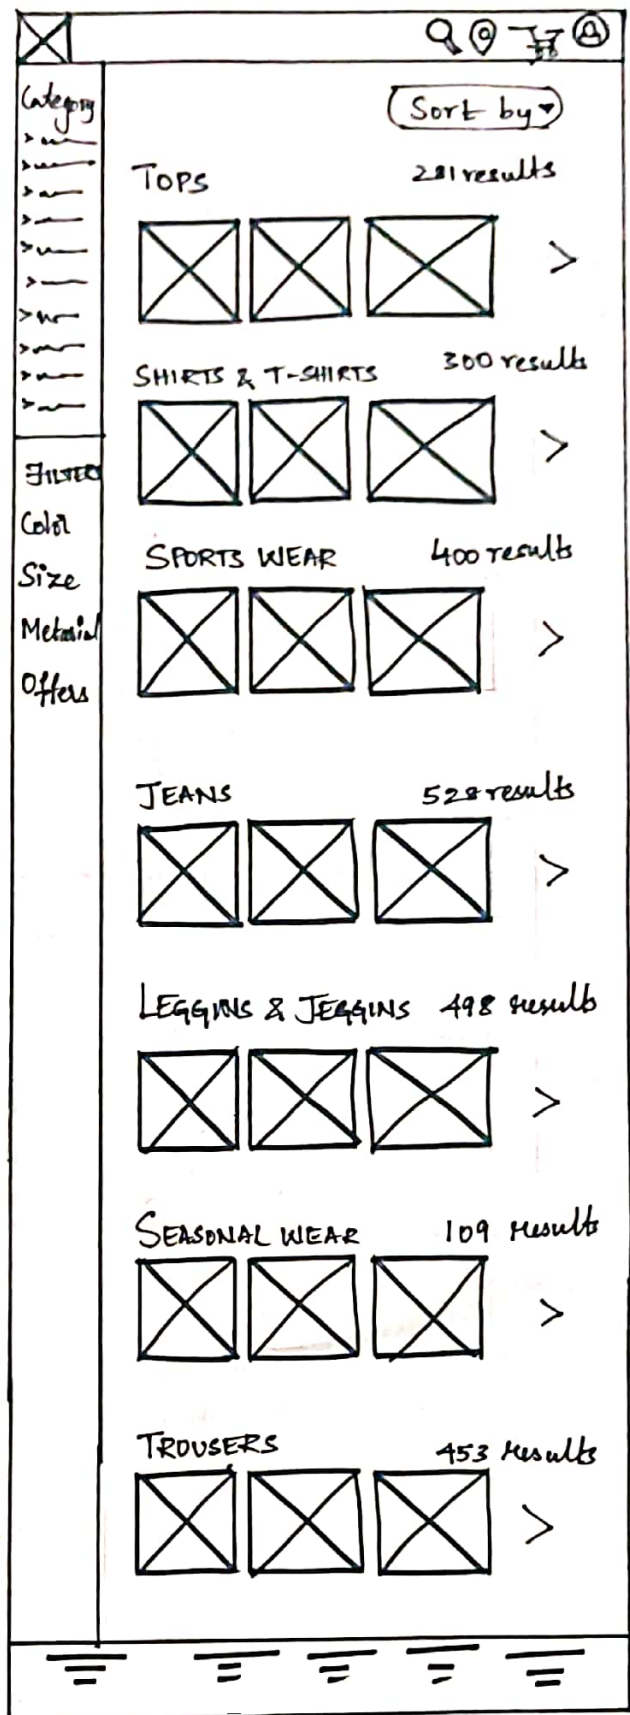 Category
Sort by
TOPS 281 results
SHIRTS & T-SHIRTS 300 results
FILTER
Color
SPORTS WEAR 400 results
Size
Meterial
Offers
JEANS 528 results
LEGGINS & JEGGINS 498 results
SEASONAL WEAR 109 results
TROUSERS 453 results